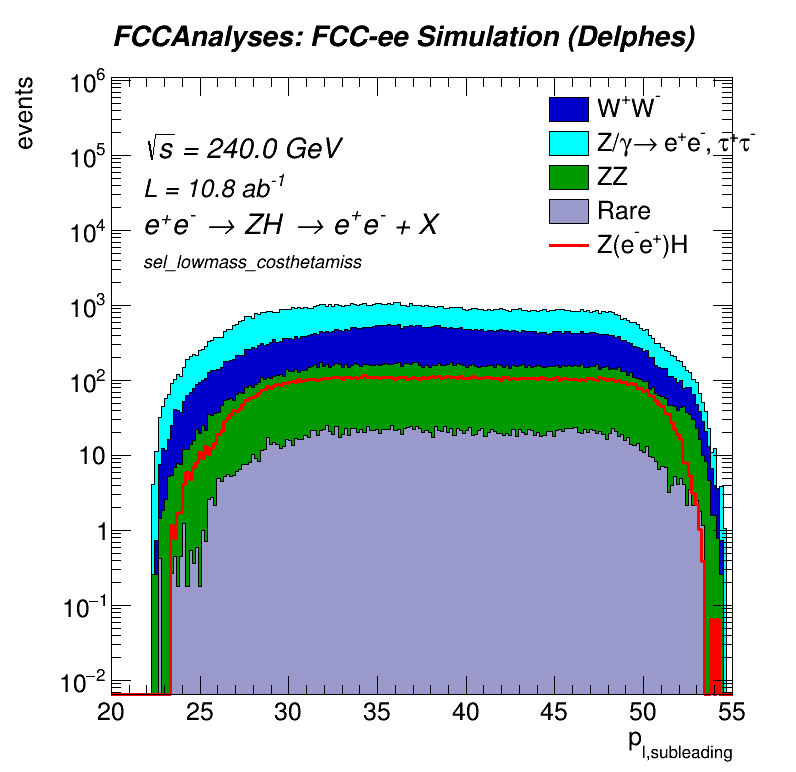 FCCAnalyses: FCC-ee Simulation (Delphes)
events
10⁶
10⁵
10⁴
10³
10²
10
1
10⁻¹
10⁻²
√s = 240.0 GeV
L = 10.8 ab⁻¹
e⁺e⁻ → ZH → e⁺e⁻ + X
sel_lowmass_costhetamiss
W⁺W⁻
Z/γ→ e⁺e⁻, τ⁺τ⁻
ZZ
Rare
Z(e⁻e⁺)H
20 25 30 35 40 45 50 55
p_l,subleading